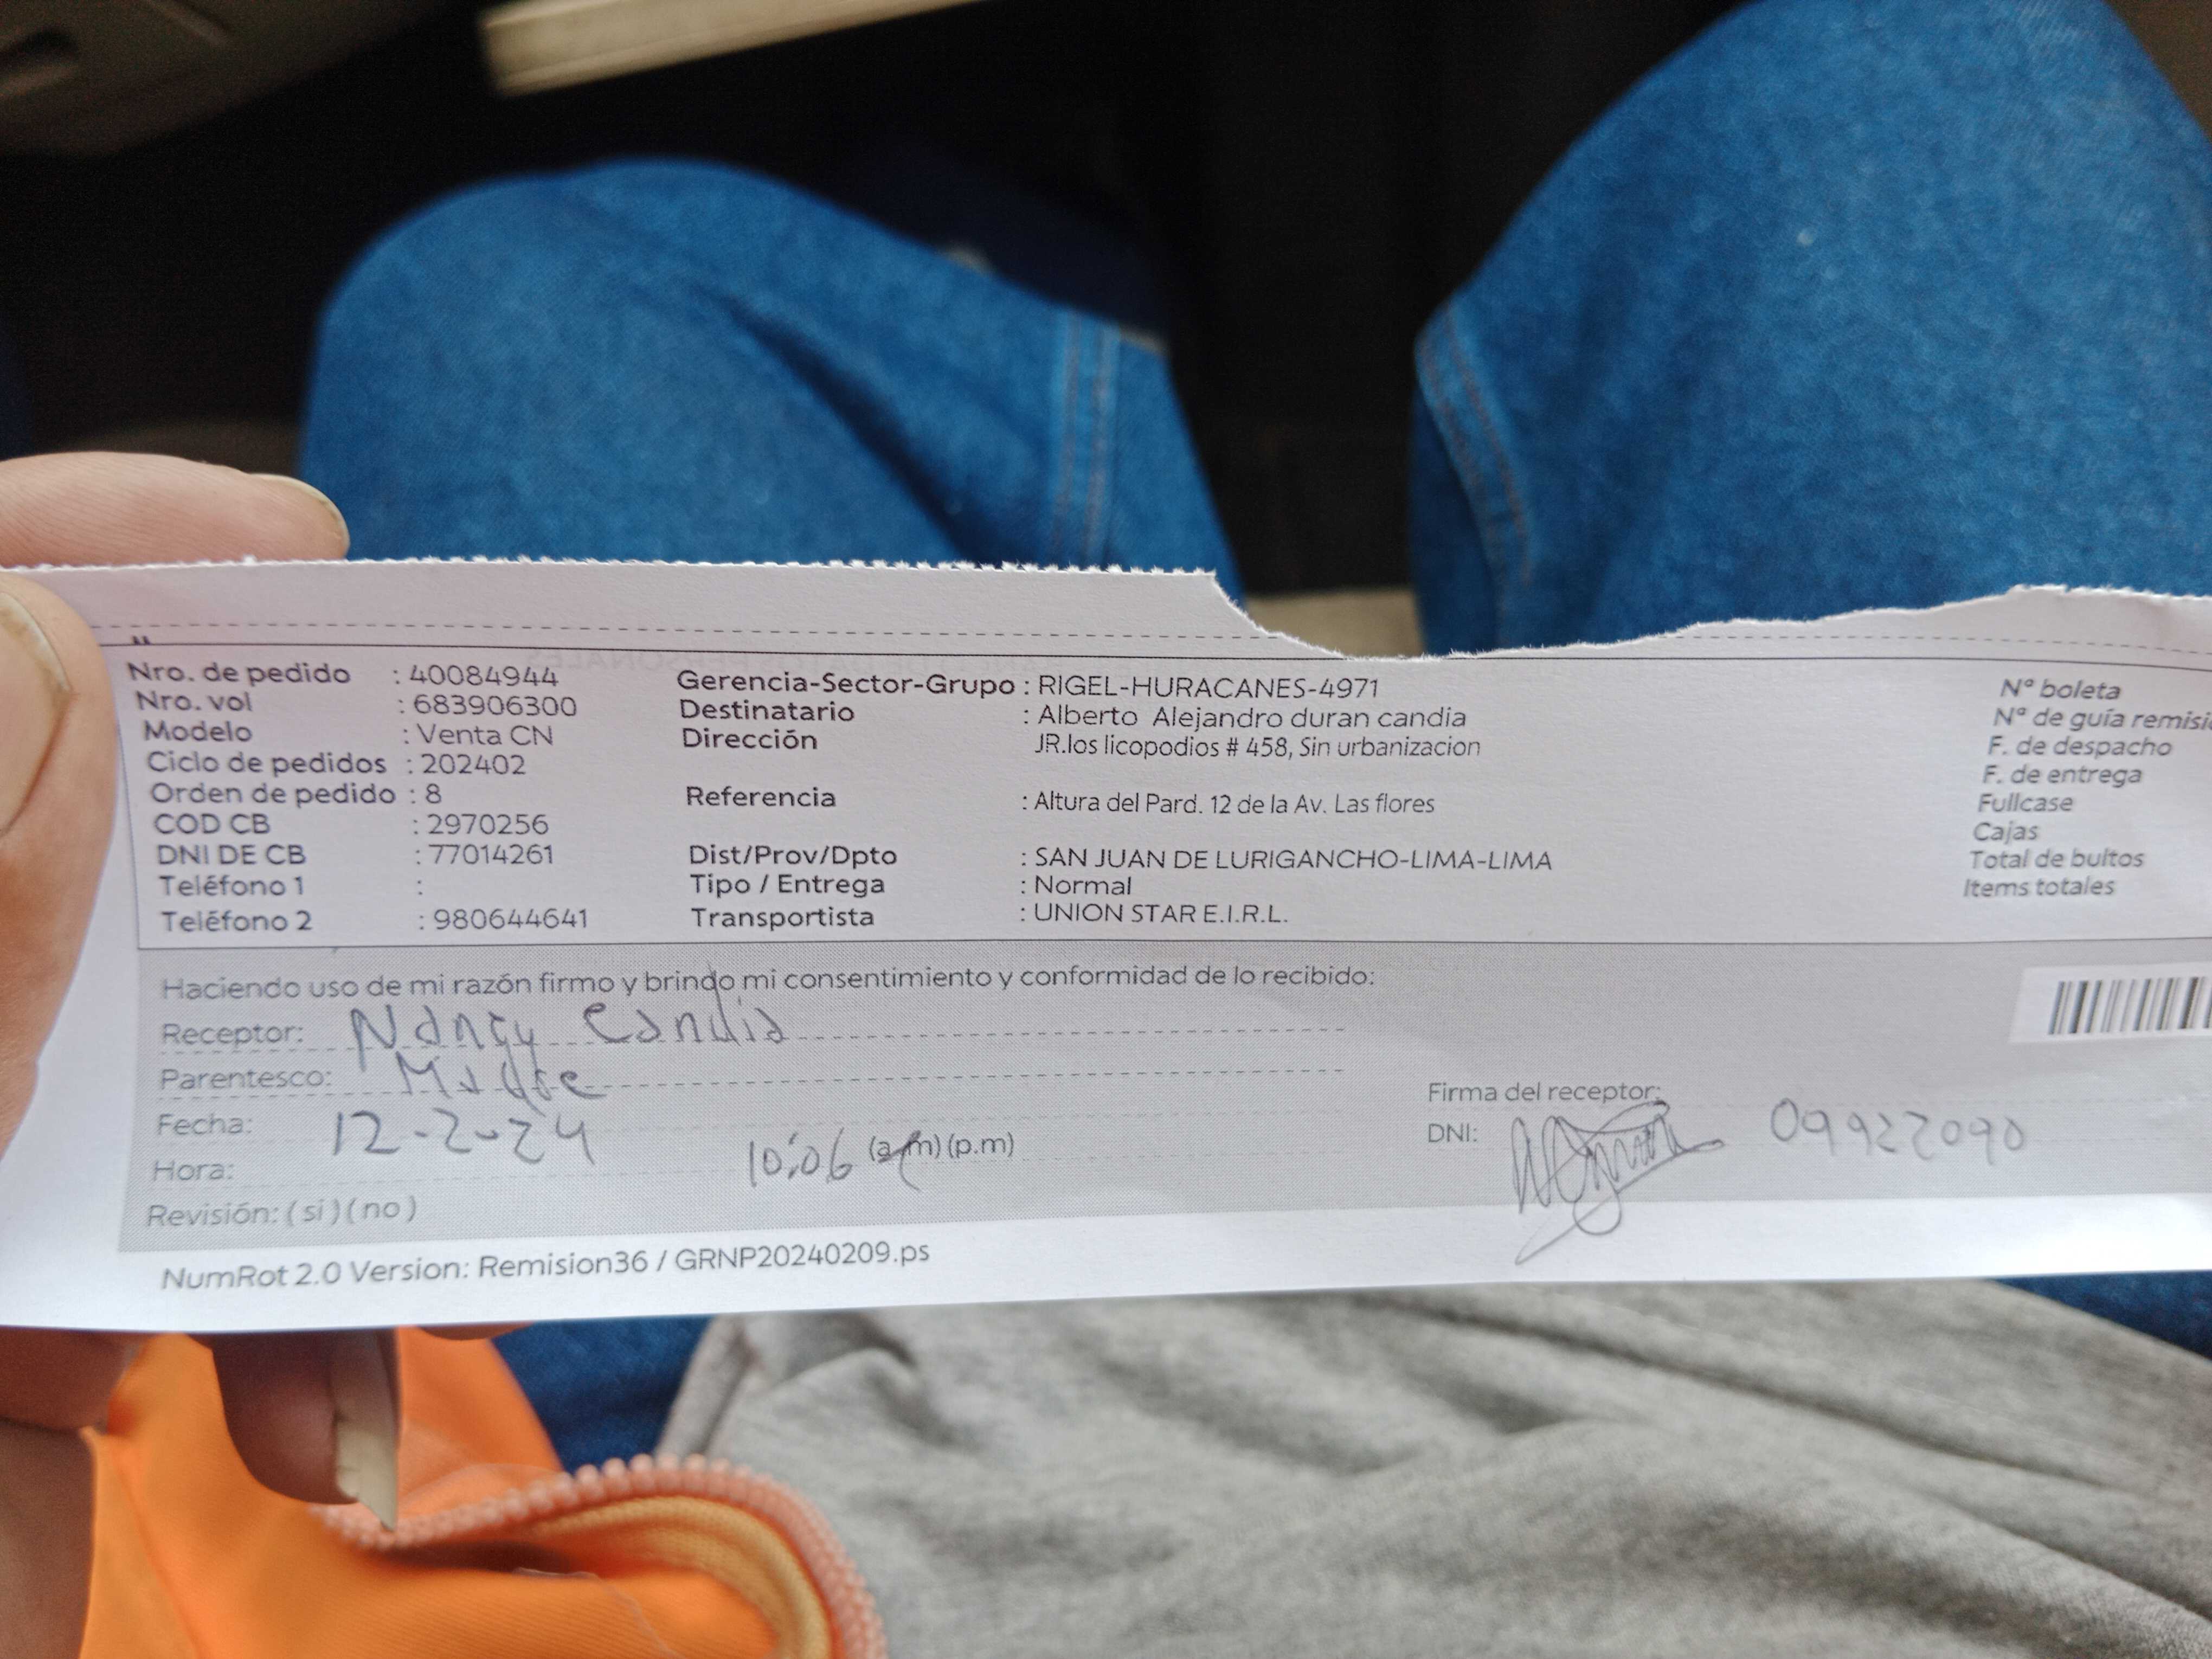 Nro. de pedido : 40084944
Nro. vol : 683906300
Modelo : Venta CN
Ciclo de pedidos : 202402
Orden de pedido : 8
COD CB : 2970256
DNI DE CB : 77014261
Teléfono 1 :
Teléfono 2 : 980644641
Gerencia-Sector-Grupo : RIGEL-HURACANES-4971
Destinatario : Alberto Alejandro duran candia
Dirección JR.los licopodios # 458, Sin urbanizacion
Referencia : Altura del Pard. 12 de la Av. Las flores
Dist/Prov/Dpto : SAN JUAN DE LURIGANCHO-LIMA-LIMA
Tipo / Entrega : Normal
Transportista : UNION STAR E.I.R.L.
N° boleta
N° de guía remisi
F. de despacho
F. de entrega
Fullcase
Cajas
Total de bultos
Items totales
Haciendo uso de mi razón firmo y brindo mi consentimiento y conformidad de lo recibido:
Receptor: Nancy Candia
Parentesco: Madre
Fecha: 12-2-24
Hora: 10:06 (a.m) (p.m)
Revisión: ( si ) ( no )
Firma del receptor:
DNI: 09927090
NumRot 2.0 Version: Remision36 / GRNP20240209.ps